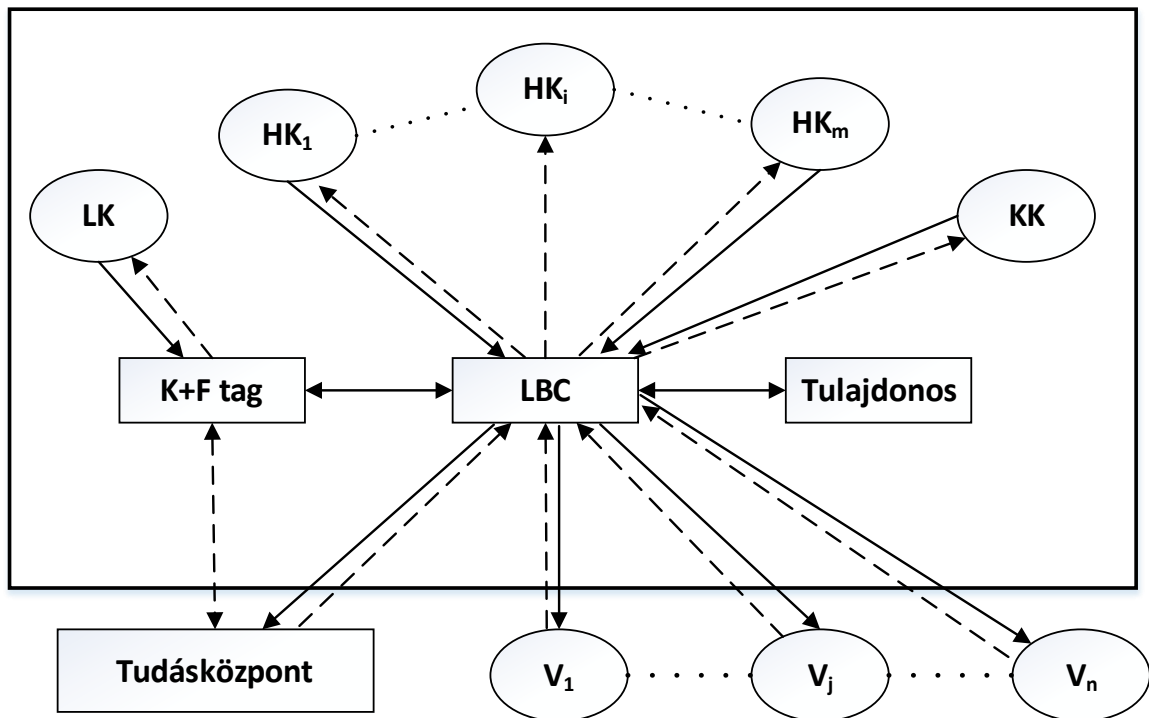 HKᵢ
HK₁
HKₘ
LK
KK
K+F tag
LBC
Tulajdonos
Tudásközpont
V₁
Vⱼ
Vₙ